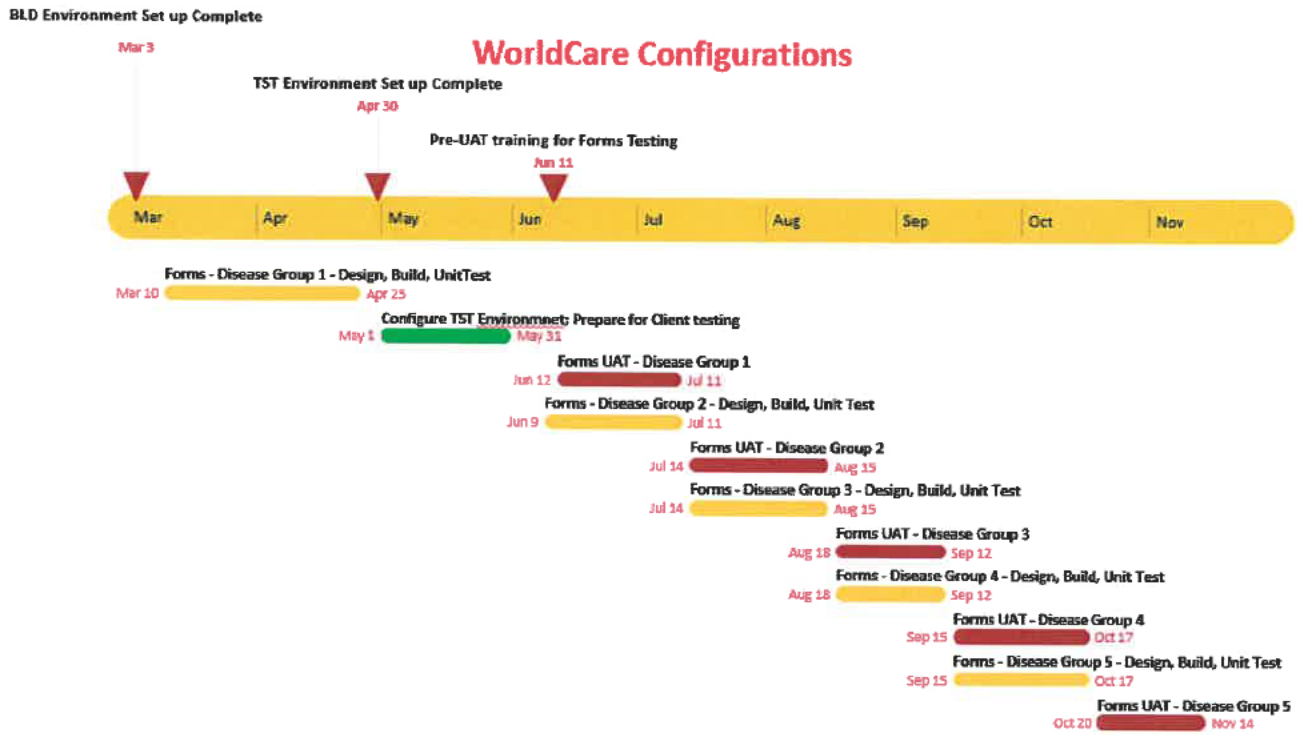 BLD Environment Set up Complete
Mar 3
WorldCare Configurations
TST Environment Set up Complete
Apr 30
Pre-UAT training for Forms Testing
Jun 11
Mar Apr May Jun Jul Aug Sep Oct Nov
Forms - Disease Group 1 - Design, Build, UnitTest
Mar 10 Apr 25
Configure TST Environmnet; Prepare for Client testing
May 1 May 31
Forms UAT - Disease Group 1
Jun 12 Jul 11
Forms - Disease Group 2 - Design, Build, Unit Test
Jun 9 Jul 11
Forms UAT - Disease Group 2
Jul 14 Aug 15
Forms - Disease Group 3 - Design, Build, Unit Test
Jul 14 Aug 15
Forms UAT - Disease Group 3
Aug 18 Sep 12
Forms - Disease Group 4 - Design, Build, Unit Test
Aug 18 Sep 12
Forms UAT - Disease Group 4
Sep 15 Oct 17
Forms - Disease Group 5 - Design, Build, Unit Test
Sep 15 Oct 17
Forms UAT - Disease Group 5
Oct 20 Nov 14